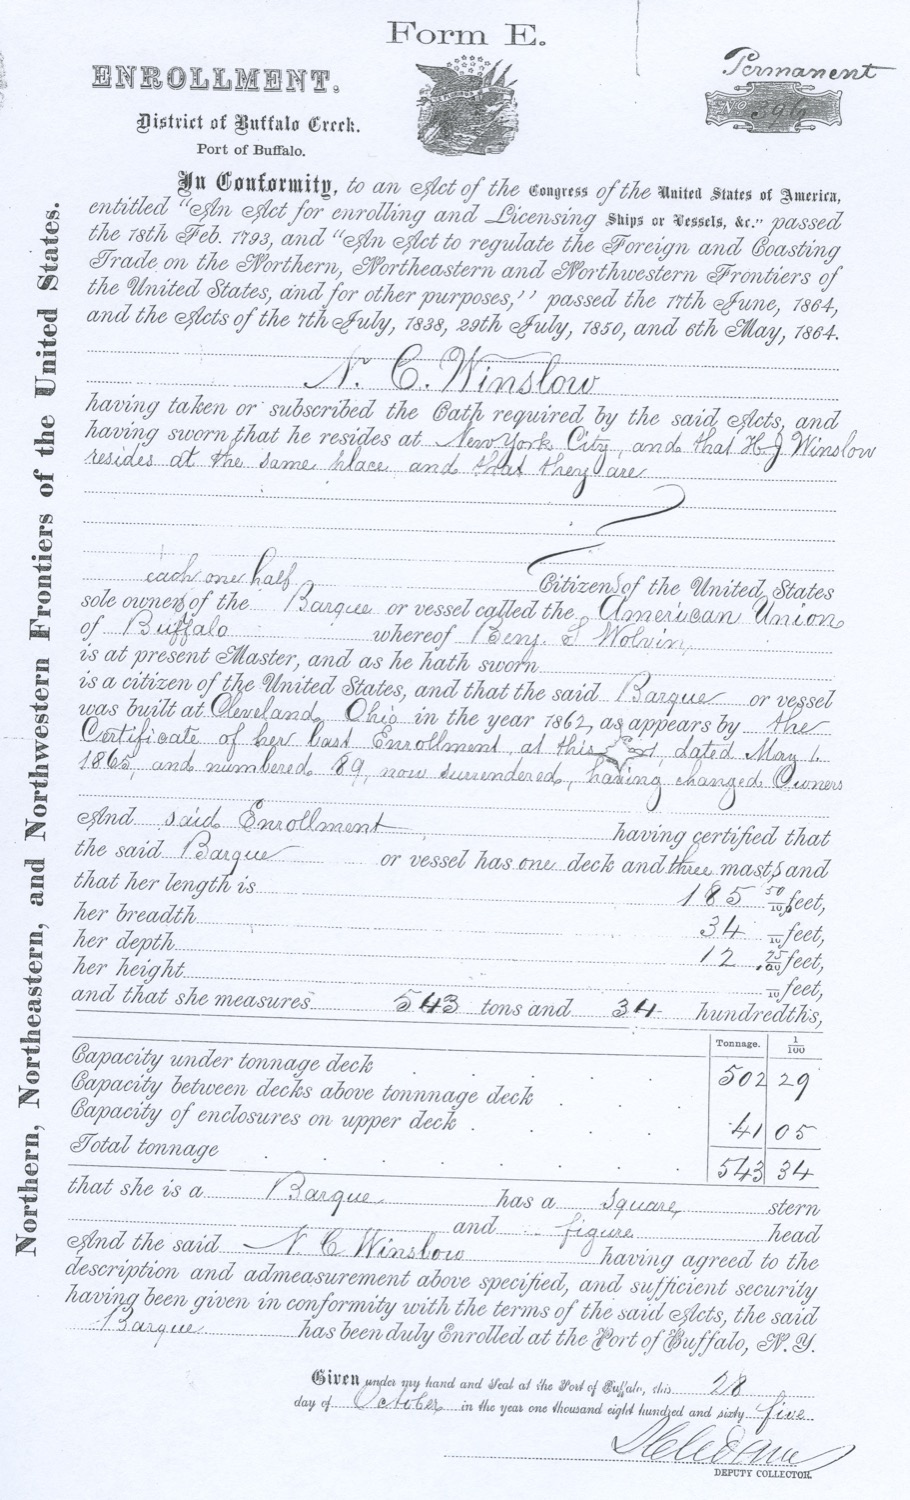 Form E.
ENROLLMENT.
Permanent
No 396
District of Buffalo Creek.
Port of Buffalo.
In Conformity, to an Act of the Congress of the United States of America,
entitled "An Act for enrolling and Licensing Ships or Vessels, &c." passed
the 18th Feb. 1793, and "An Act to regulate the Foreign and Coasting
Trade on the Northern, Northeastern and Northwestern Frontiers of
the United States, and for other purposes,'' passed the 17th June, 1864,
and the Acts of the 7th July, 1838, 29th July, 1850, and 6th May, 1864.
N. C. Winslow
having taken or subscribed the Oath required by the said Acts, and
having sworn that he resides at New York City, and that H. J Winslow
resides at the same place and that they are
each one half Citizens of the United States
sole owners of the Barque or vessel called the American Union
of Buffalo whereof Benj. S Wolvin,
is at present Master, and as he hath sworn
is a citizen of the United States, and that the said Barque or vessel
was built at Cleveland, Ohio in the year 1862, as appears by the
Certificate of her last Enrollment, at this Port, dated May 1.
1865, and numbered 89, now surrendered, having changed Owners
And said Enrollment having certified that
the said Barque or vessel has one deck and three masts and
that her length is 185 50/100 feet,
her breadth 34 /10 feet,
her depth 12 .25/100 feet,
her height /10 feet,
and that she measures 543 tons and 34 hundredths,
Tonnage. 1/100
Capacity under tonnage deck 502 29
Capacity between decks above tonnnage deck
Capacity of enclosures on upper deck 41 05
Total tonnage 543 34
that she is a Barque has a square stern
and figure head
And the said N. C Winslow having agreed to the
description and admeasurement above specified, and sufficient security
having been given in conformity with the terms of the said Acts, the said
Barque has been duly Enrolled at the Port of Buffalo, N. Y.
Given under my hand and Seal at the Port of Buffalo, this 28
day of October in the year one thousand eight hundred and sixty five
DEPUTY COLLECTOR.
Northern, Northeastern, and Northwestern Frontiers of the United States.